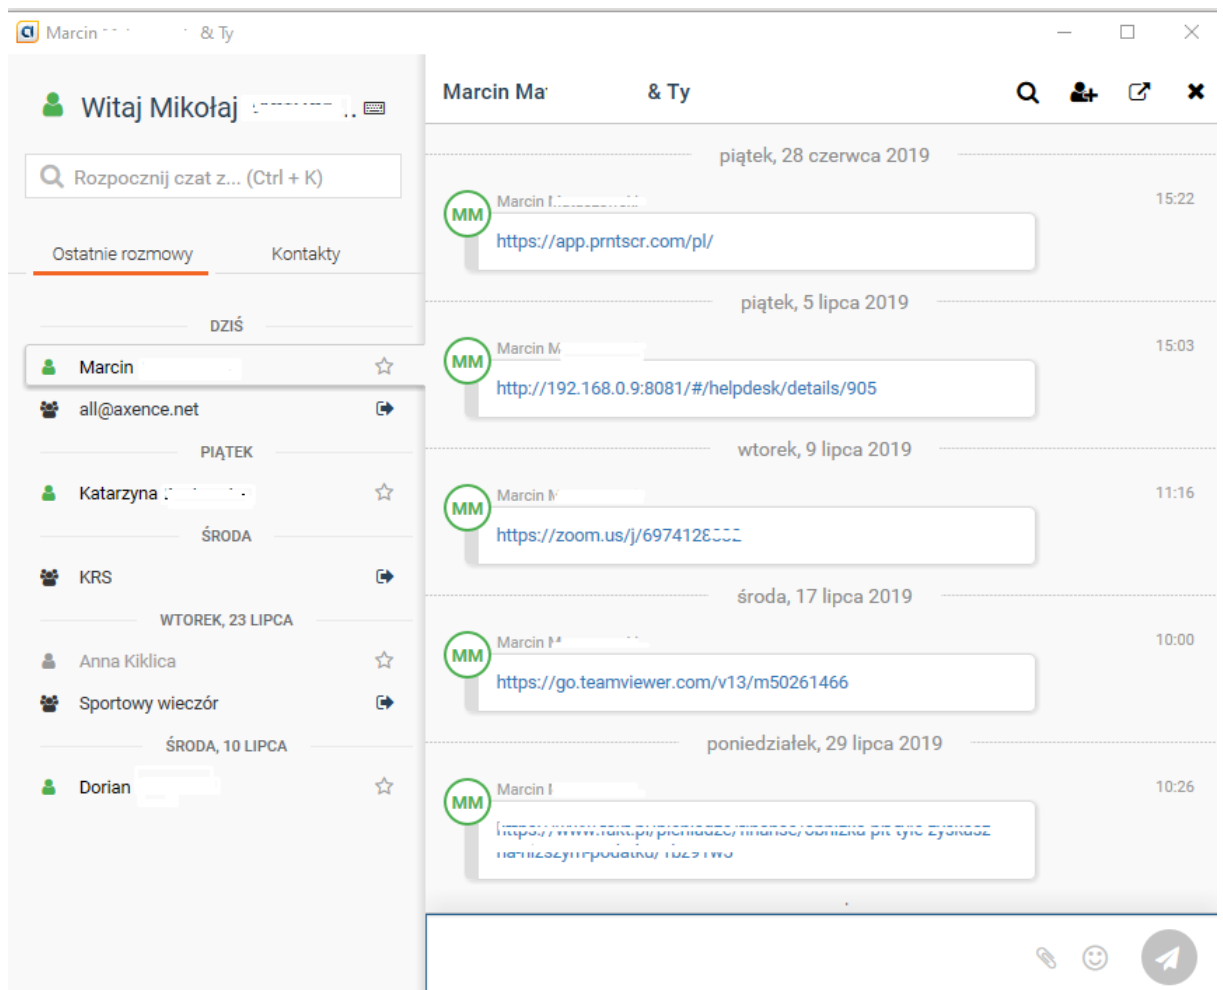 Marcin & Ty
Witaj Mikołaj ..
Rozpocznij czat z... (Ctrl + K)
Ostatnie rozmowy Kontakty
DZIŚ
Marcin
all@axence.net
PIĄTEK
Katarzyna
ŚRODA
KRS
WTOREK, 23 LIPCA
Anna Kiklica
Sportowy wieczór
ŚRODA, 10 LIPCA
Dorian
Marcin & Ty
piątek, 28 czerwca 2019
Marcin 15:22
https://app.prntscr.com/pl/
piątek, 5 lipca 2019
Marcin 15:03
http://192.168.0.9:8081/#/helpdesk/details/905
wtorek, 9 lipca 2019
Marcin 11:16
środa, 17 lipca 2019
Marcin 10:00
https://go.teamviewer.com/v13/m50261466
poniedziałek, 29 lipca 2019
Marcin 10:26
MM
MM
MM
MM
MM